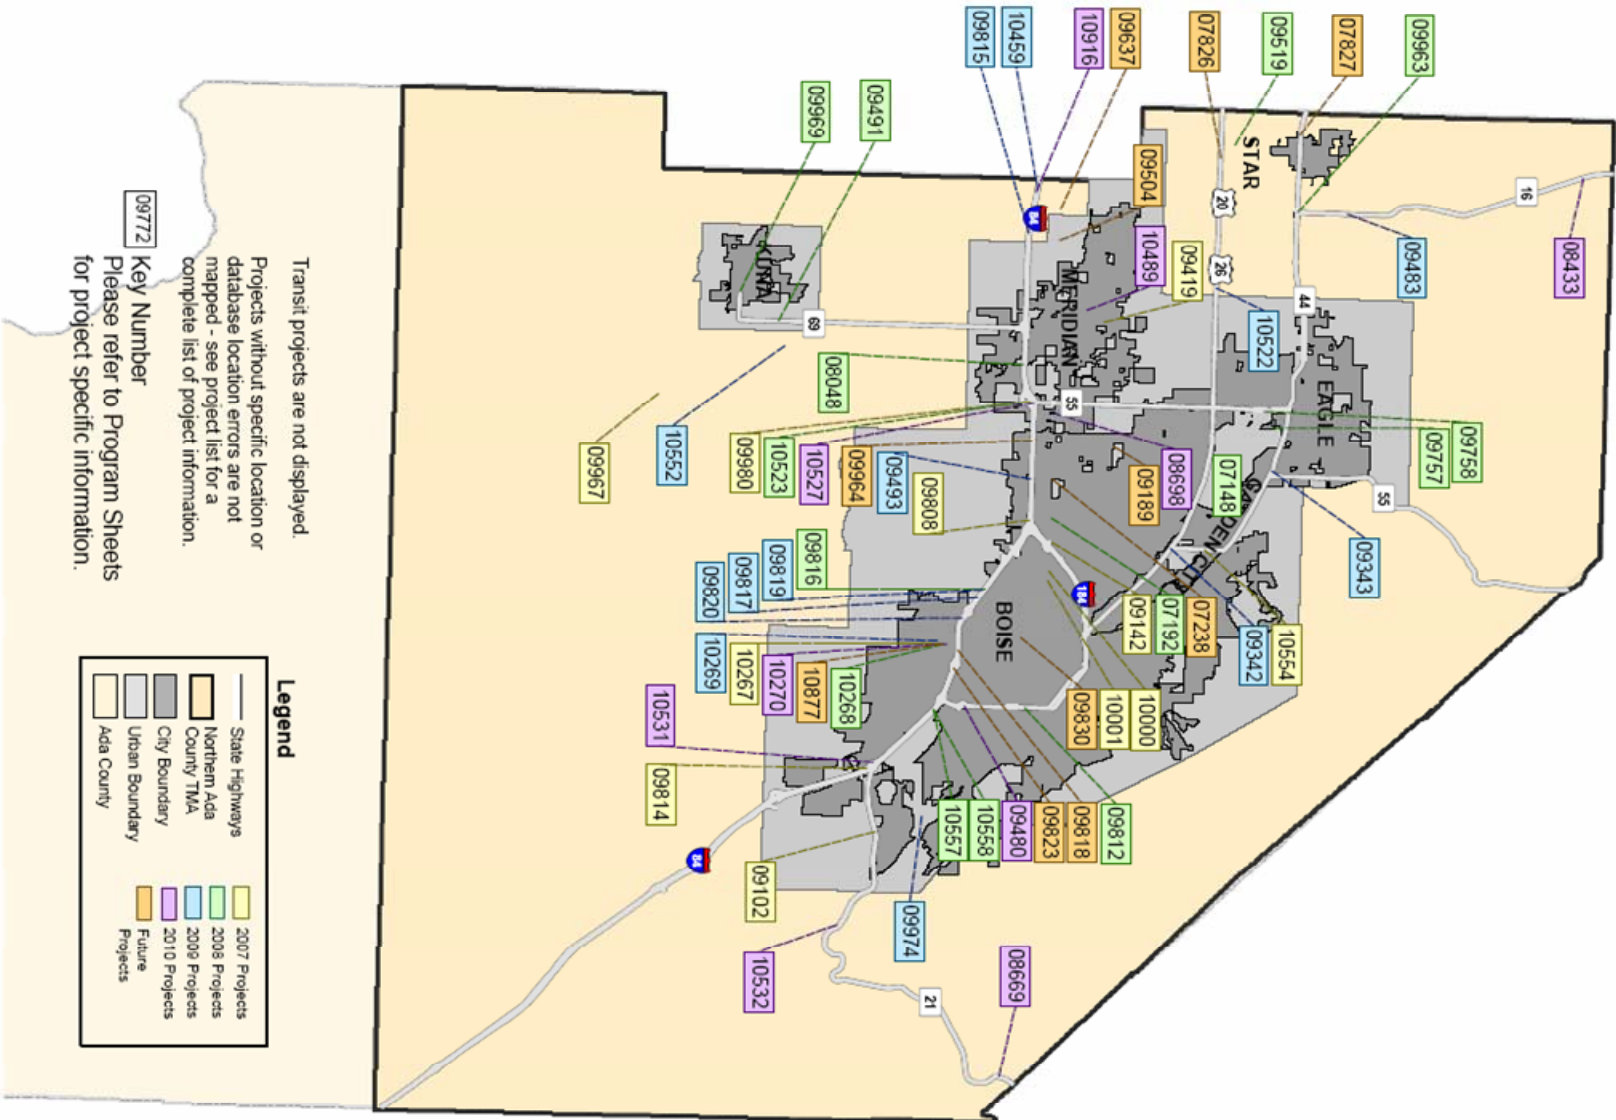 09815
10459
10916
09637
07826
09519
07827
09963
09969
09491
09504
10489
09419
09483
08433
10522
08048
09967
10552
09980
10523
10527
09964
09493
09808
09189
08698
07148
09757
09758
09343
09820
09817
09819
09816
09142
07192
07238
09342
10554
10269
10267
10270
10877
10268
09830
10001
10000
10531
09814
10557
10558
09480
09823
09818
09812
09102
09974
10532
08669
STAR
KUNA
MERIDIAN
EAGLE
GARDEN CITY
BOISE
16
20
26
44
84
69
55
55
184
84
21
Transit projects are not displayed.
Projects without specific location or
database location errors are not
mapped - see project list for a
complete list of project information.
09772
Key Number
Please refer to Program Sheets
for project specific information.
Legend
State Highways
Northern Ada
County TMA
City Boundary
Urban Boundary
Ada County
2007 Projects
2008 Projects
2009 Projects
2010 Projects
Future
Projects